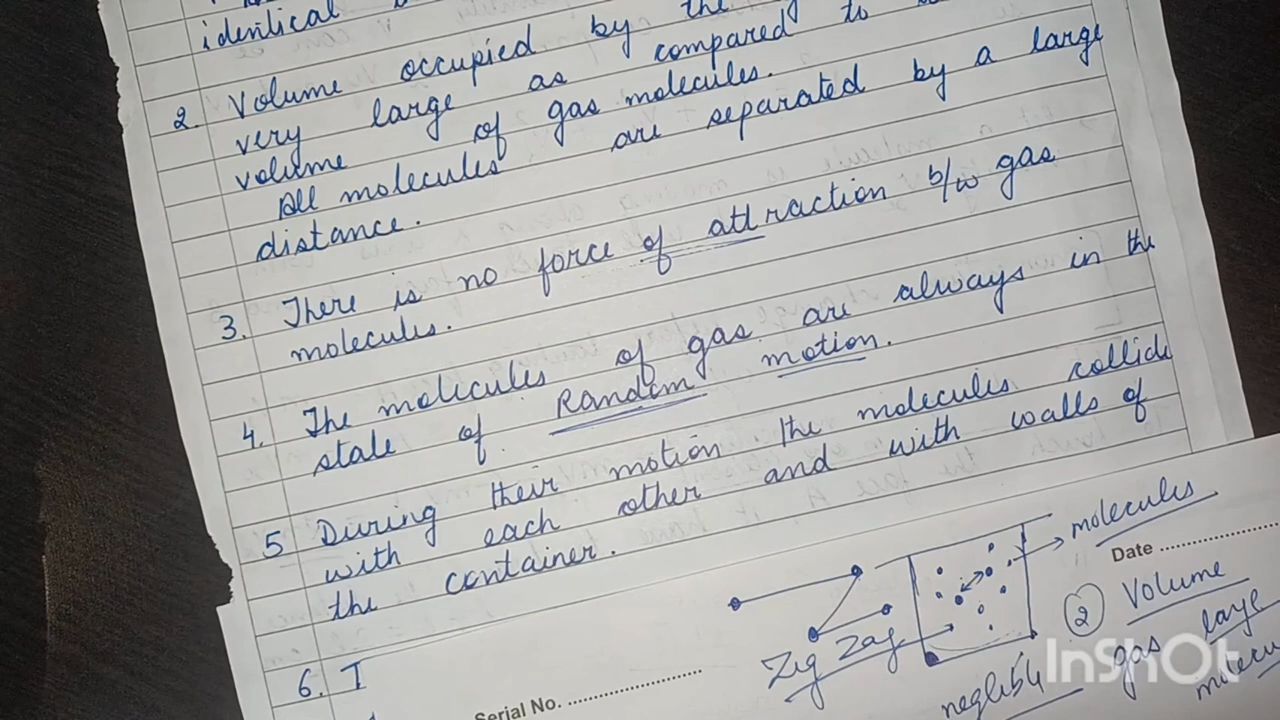 identical
2. Volume occupied by the
very large as compared to
volume of gas molecules.
All molecules are separated by a large
distance.
3. There is no force of attraction b/w gas
molecules.
4. The molecules of gas are always in the
state of Random motion.
5 During their motion the molecules collide
with each other and with walls of
the container.
6. I
molecules
Zig Zag
Date
Serial No.
2 Volume
gas large
InShOt